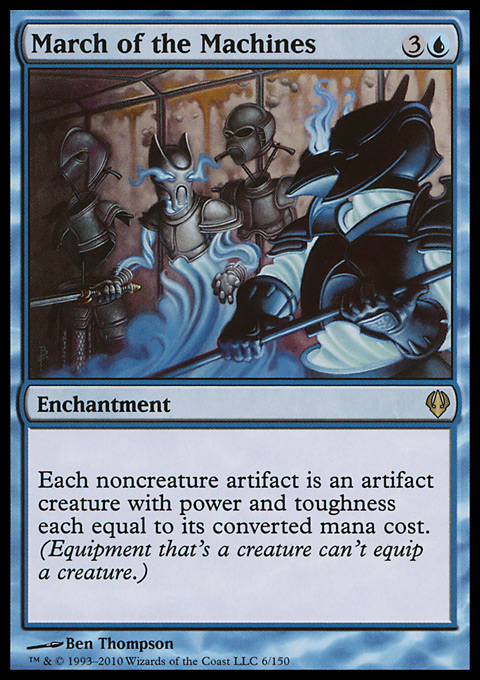 March of the Machines 3
Enchantment
Each noncreature artifact is an artifact
creature with power and toughness
each equal to its converted mana cost.
(Equipment that's a creature can't equip
a creature.)
Ben Thompson
™ & © 1993–2010 Wizards of the Coast LLC 6/150